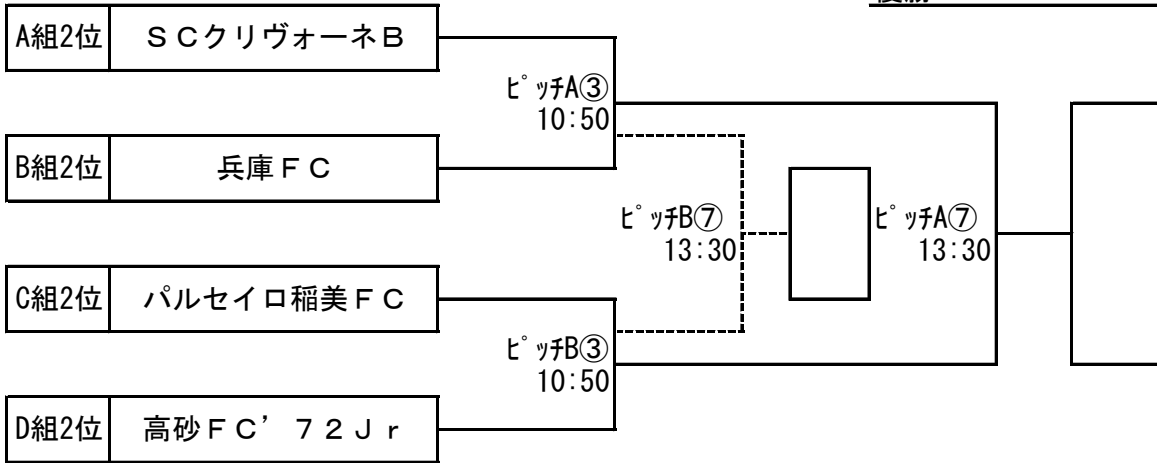 A組2位 ＳＣクリヴォーネＢ
ﾋﾟｯﾁA③
10:50
B組2位 兵庫ＦＣ
ﾋﾟｯﾁB⑦
13:30
ﾋﾟｯﾁA⑦
13:30
C組2位 パルセイロ稲美ＦＣ
ﾋﾟｯﾁB③
10:50
D組2位 高砂ＦＣ’７２Ｊｒ